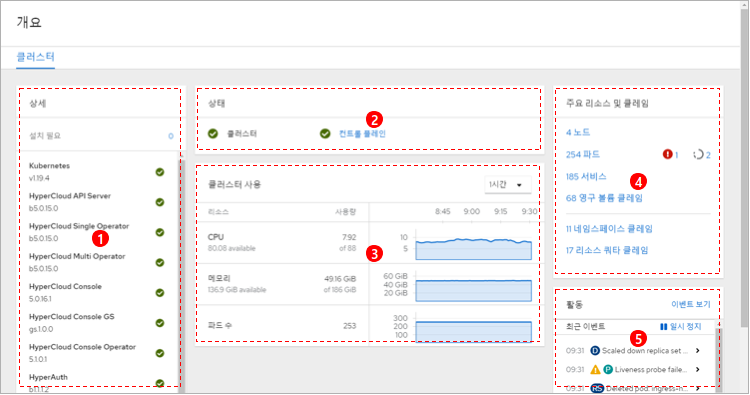 개요
클러스터
상세
설치 필요 0
Kubernetes
v1.19.4
HyperCloud API Server
b5.0.15.0
HyperCloud Single Operator
b5.0.15.0
HyperCloud Multi Operator
b5.0.15.0
HyperCloud Console
5.0.16.1
HyperCloud Console GS
gs.1.0.0
HyperCloud Console Operator
5.1.0.1
HyperAuth
b1.1.1.2
1
상태
클러스터
컨트롤 플레인
2
클러스터 사용
1시간
리소스 사용량 8:45 9:00 9:15 9:30
CPU 7.92
80.08 available of 88
10
5
메모리 49.16 GiB
136.9 GiB available of 186 GiB
60 GiB
40 GiB
20 GiB
파드 수 253
300
200
100
3
주요 리소스 및 클레임
4 노드
254 파드 1 2
185 서비스
68 영구 볼륨 클레임
11 네임스페이스 클레임
17 리소스 쿼타 클레임
4
활동 이벤트 보기
최근 이벤트 일시 정지
5
09:31 D Scaled down replica set ...
09:31 P Liveness probe faile...
09:31 RS Deleted pod: ingress-n...